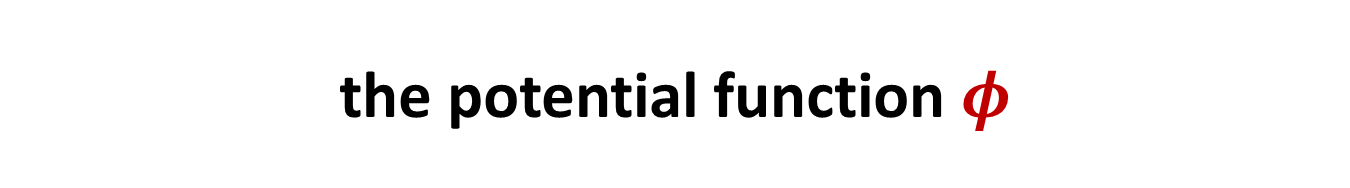 the potential function ϕ